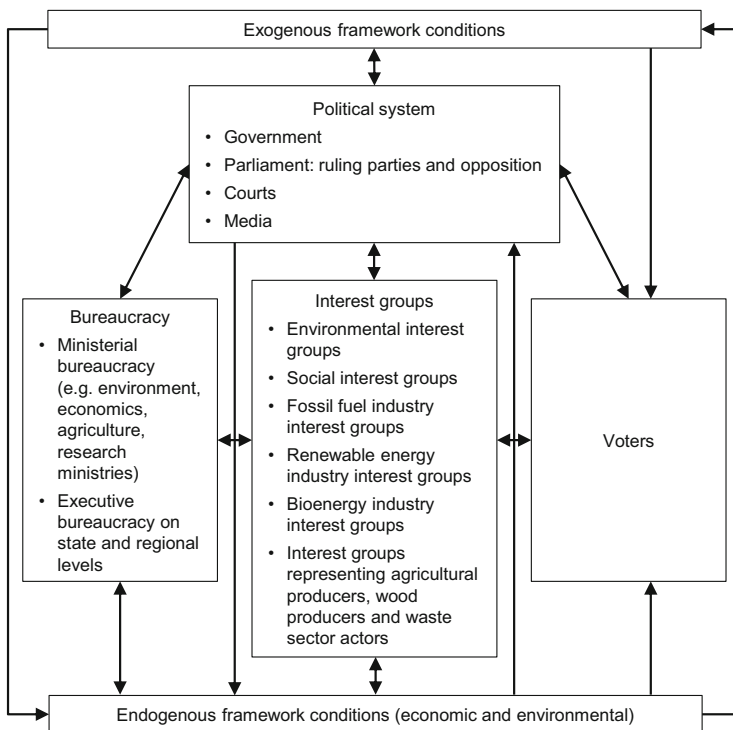 Exogenous framework conditions
Political system
• Government
• Parliament: ruling parties and opposition
• Courts
• Media
Bureaucracy
• Ministerial
bureaucracy
(e.g. environment,
economics,
agriculture,
research
ministries)
• Executive
bureaucracy on
state and regional
levels
Interest groups
• Environmental interest
groups
• Social interest groups
• Fossil fuel industry
interest groups
• Renewable energy
industry interest groups
• Bioenergy industry
interest groups
• Interest groups
representing agricultural
producers, wood
producers and waste
sector actors
Voters
Endogenous framework conditions (economic and environmental)